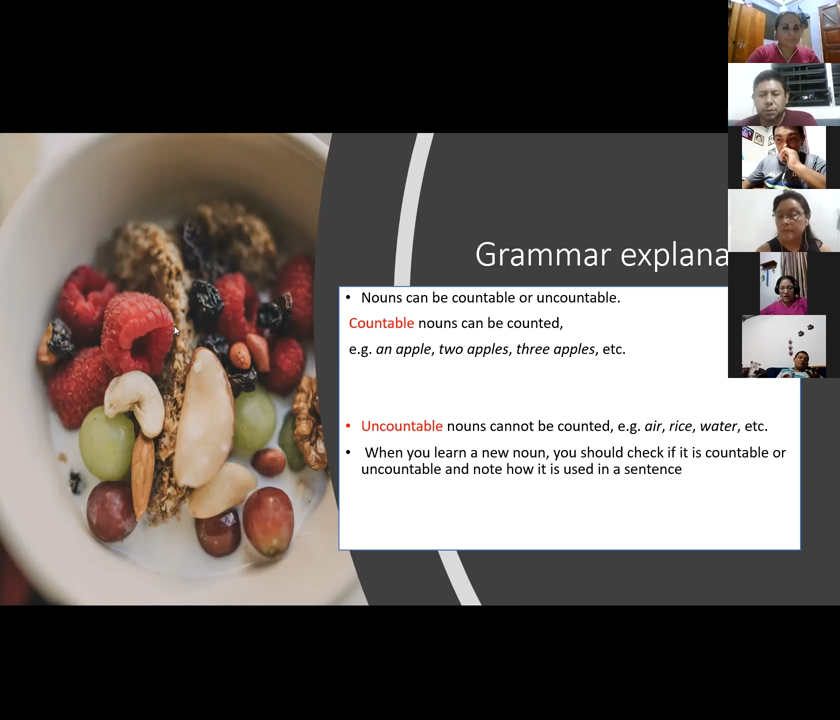 Grammar explana
• Nouns can be countable or uncountable.
Countable nouns can be counted,
e.g. an apple, two apples, three apples, etc.
• Uncountable nouns cannot be counted, e.g. air, rice, water, etc.
• When you learn a new noun, you should check if it is countable or
uncountable and note how it is used in a sentence